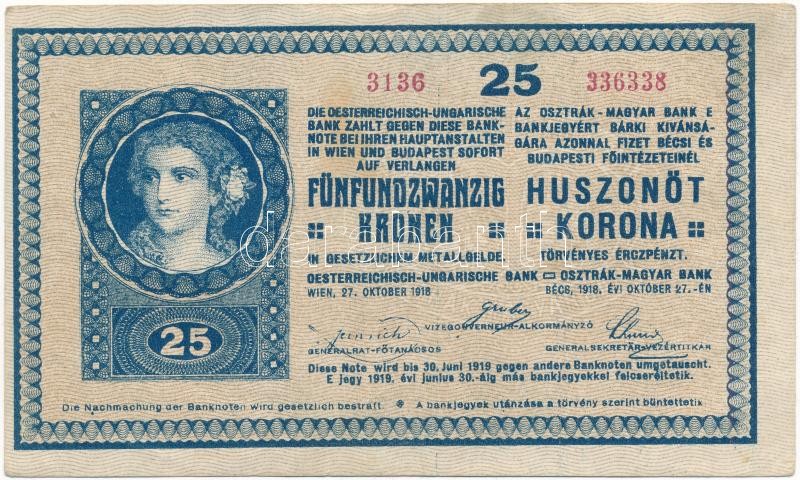 3136 25 336338
DIE OESTERREICHISCH-UNGARISCHE
BANK ZAHLT GEGEN DIESE BANK-
NOTE BEI IHREN HAUPTANSTALTEN
IN WIEN UND BUDAPEST SOFORT
AUF VERLANGEN
FÜNFUNDZWANZIG
KRONEN
IN GESETZLICHEM METALLGELDE.
AZ OSZTRÁK-MAGYAR BANK E
BANKJEGYÉRT BÁRKI KIVÁNSÁ-
GÁRA AZONNAL FIZET BÉCSI ÉS
BUDAPESTI FŐINTÉZETEINÉL
HUSZONÖT
KORONA
TÖRVÉNYES ÉRCZPÉNZT.
OESTERREICHISCH-UNGARISCHE BANK OSZTRÁK-MAGYAR BANK
WIEN, 27. OKTOBER 1918 BÉCS, 1918. ÉVI OKTÓBER 27.-ÉN
Gruber
VIZEGOUVERNEUR-ALKORMÁNYZÓ
GENERALRAT-FŐTANÁCSOS GENERALSEKRETÄR-VEZÉRTITKÁR
Diese Note wird bis 30. Juni 1919 gegen andere Banknoten umgetauscht.
E jegy 1919. évi junius 30.-áig más bankjegyekkel felcseréltetik.
25
Die Nachmachung der Banknoten wird gesetzlich bestraft A bankjegyek utánzása a törvény szerint büntettetik
darabanth